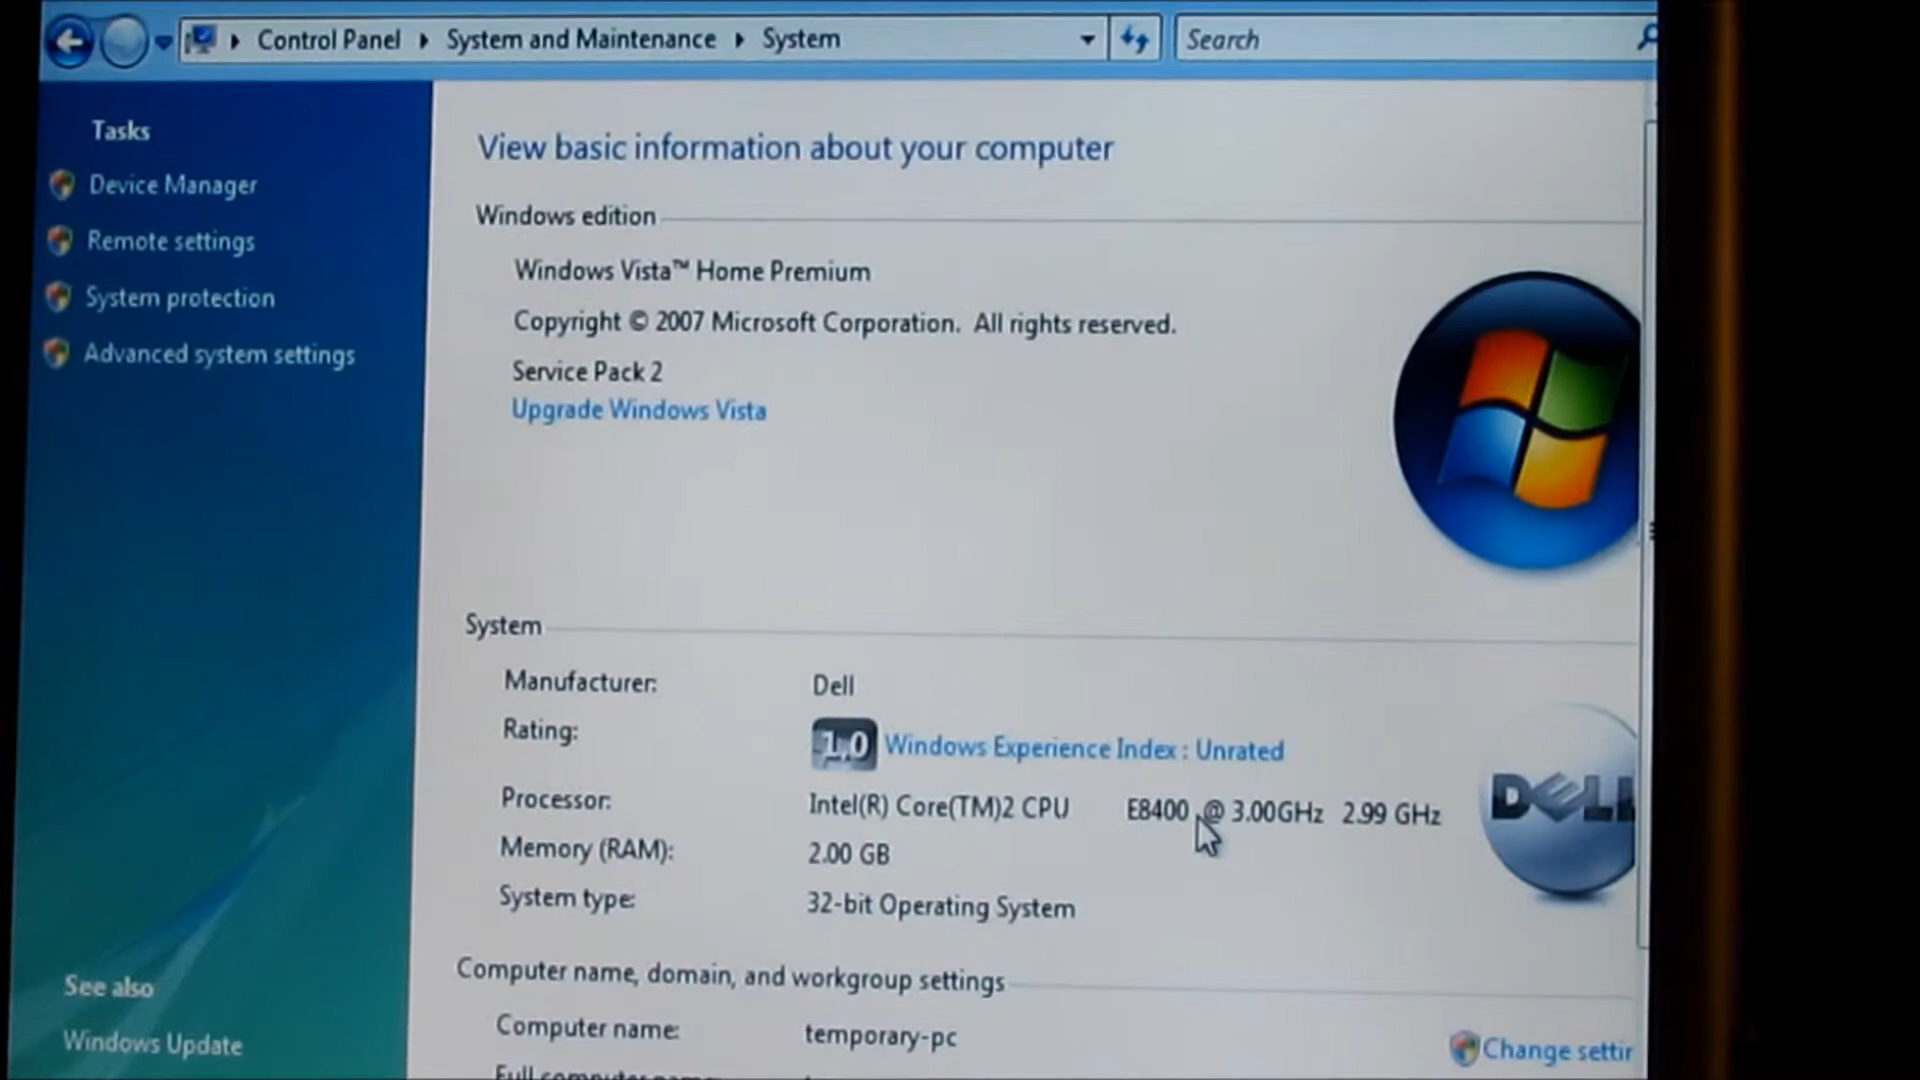 Control Panel ▸ System and Maintenance ▸ System
Search
Tasks
Device Manager
Remote settings
System protection
Advanced system settings
See also
Windows Update
View basic information about your computer
Windows edition
Windows Vista™ Home Premium
Copyright © 2007 Microsoft Corporation. All rights reserved.
Service Pack 2
Upgrade Windows Vista
System
Manufacturer: Dell
Rating: 1.0 Windows Experience Index : Unrated
Processor: Intel(R) Core(TM)2 CPU E8400 @ 3.00GHz 2.99 GHz
Memory (RAM): 2.00 GB
System type: 32-bit Operating System
DELL
Computer name, domain, and workgroup settings
Computer name: temporary-pc
Change settin
Full computer name: